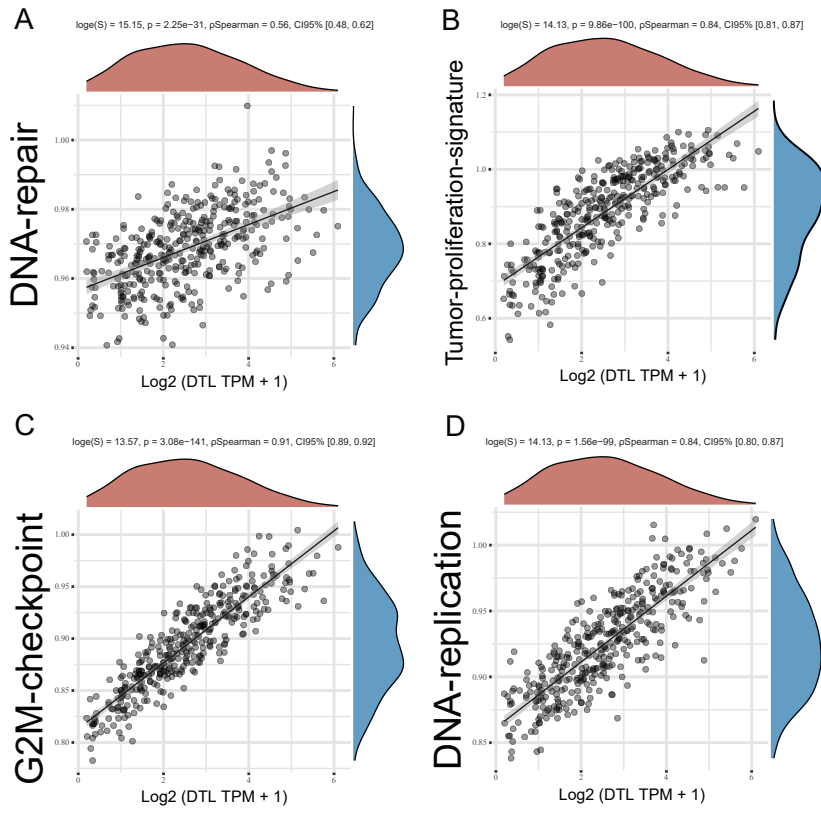 A
loge(S) = 15.15, p = 2.25e−31, ρSpearman = 0.56, CI95% [0.48, 0.62]
DNA-repair
1.00
0.98
0.96
0.94
0
2
4
6
Log2 (DTL TPM + 1)
B
loge(S) = 14.13, p = 9.86e−100, ρSpearman = 0.84, CI95% [0.81, 0.87]
Tumor-proliferation-signature
1.2
1.0
0.8
0.6
0
2
4
6
Log2 (DTL TPM + 1)
C
loge(S) = 13.57, p = 3.08e−141, ρSpearman = 0.91, CI95% [0.89, 0.92]
G2M-checkpoint
1.00
0.95
0.90
0.85
0.80
0
2
4
6
Log2 (DTL TPM + 1)
D
loge(S) = 14.13, p = 1.56e−99, ρSpearman = 0.84, CI95% [0.80, 0.87]
DNA-replication
1.00
0.95
0.90
0.85
0
2
4
6
Log2 (DTL TPM + 1)